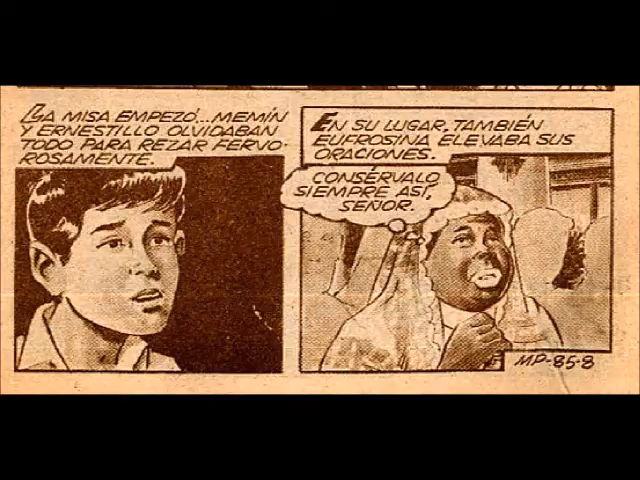 LA MISA EMPEZÓ... MEMÍN
Y ERNESTILLO OLVIDABAN
TODO PARA REZAR FERVO-
ROSAMENTE.
EN SU LUGAR, TAMBIÉN
EUFROSINA ELEVABA SUS
ORACIONES.
CONSÉRVALO
SIEMPRE ASÍ,
SEÑOR.
MP-85-8